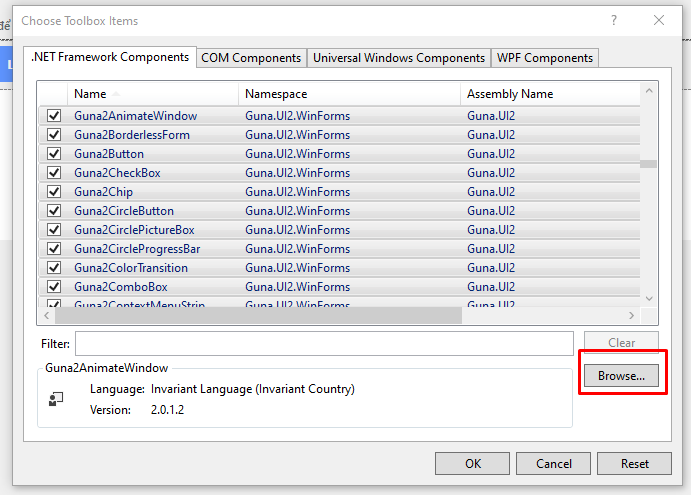 để
Choose Toolbox Items
?
L
.NET Framework Components COM Components Universal Windows Components WPF Components
Name Namespace Assembly Name
Guna2AnimateWindow Guna.UI2.WinForms Guna.UI2
Guna2BorderlessForm Guna.UI2.WinForms Guna.UI2
Guna2Button Guna.UI2.WinForms Guna.UI2
Guna2CheckBox Guna.UI2.WinForms Guna.UI2
Guna2Chip Guna.UI2.WinForms Guna.UI2
Guna2CircleButton Guna.UI2.WinForms Guna.UI2
Guna2CirclePictureBox Guna.UI2.WinForms Guna.UI2
Guna2CircleProgressBar Guna.UI2.WinForms Guna.UI2
Guna2ColorTransition Guna.UI2.WinForms Guna.UI2
Guna2ComboBox Guna.UI2.WinForms Guna.UI2
Guna2ContextMenuStrip Guna.UI2.WinForms Guna.UI2
Filter: Clear
Guna2AnimateWindow Browse...
Language: Invariant Language (Invariant Country)
Version: 2.0.1.2
OK Cancel Reset